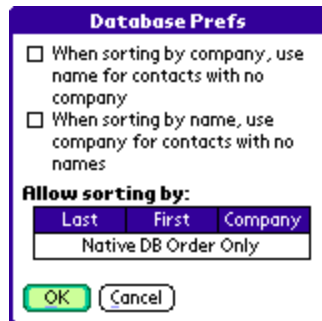 Database Prefs
When sorting by company, use
name for contacts with no
company
When sorting by name, use
company for contacts with no
names
Allow sorting by:
Last First Company
Native DB Order Only
OK Cancel